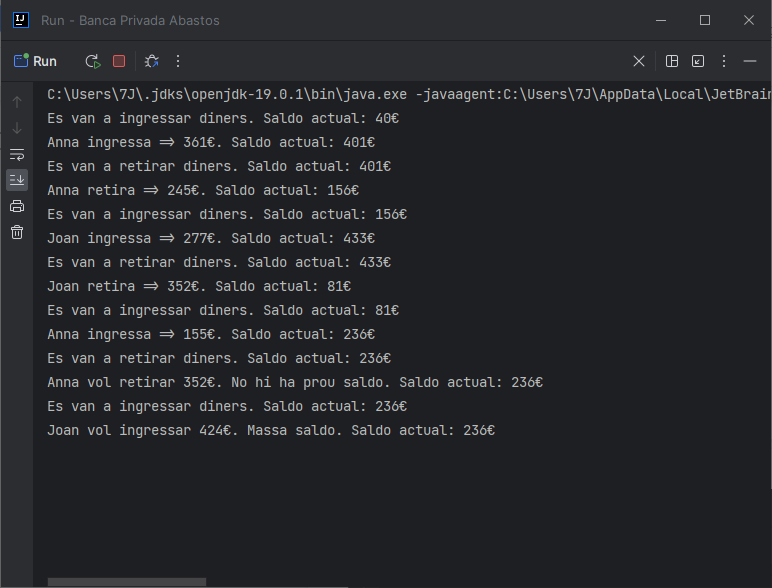 Run - Banca Privada Abastos
Run
C:\Users\7J\.jdks\openjdk-19.0.1\bin\java.exe -javaagent:C:\Users\7J\AppData\Local\JetBrain
Es van a ingressar diners. Saldo actual: 40€
Anna ingressa => 361€. Saldo actual: 401€
Es van a retirar diners. Saldo actual: 401€
Anna retira => 245€. Saldo actual: 156€
Es van a ingressar diners. Saldo actual: 156€
Joan ingressa => 277€. Saldo actual: 433€
Es van a retirar diners. Saldo actual: 433€
Joan retira => 352€. Saldo actual: 81€
Es van a ingressar diners. Saldo actual: 81€
Anna ingressa => 155€. Saldo actual: 236€
Es van a retirar diners. Saldo actual: 236€
Anna vol retirar 352€. No hi ha prou saldo. Saldo actual: 236€
Es van a ingressar diners. Saldo actual: 236€
Joan vol ingressar 424€. Massa saldo. Saldo actual: 236€